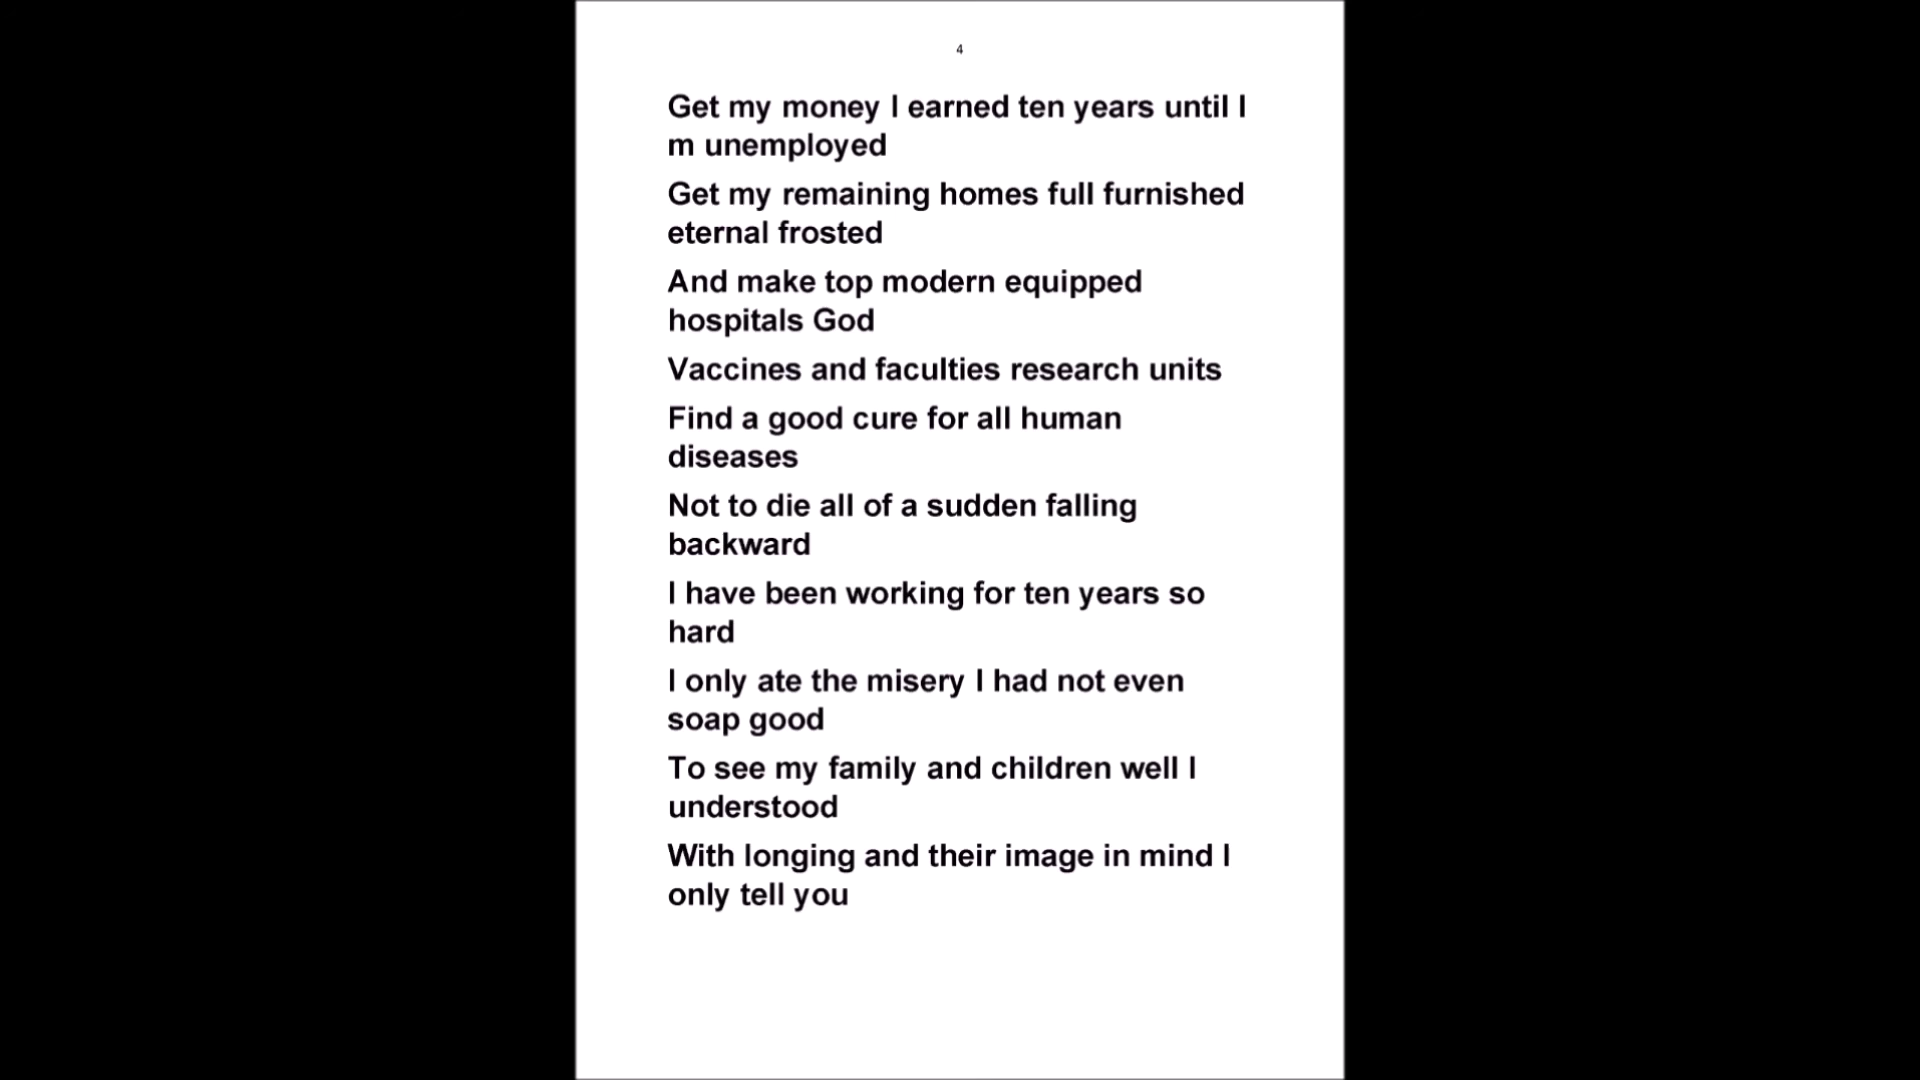 4
Get my money I earned ten years until I
m unemployed
Get my remaining homes full furnished
eternal frosted
And make top modern equipped
hospitals God
Vaccines and faculties research units
Find a good cure for all human
diseases
Not to die all of a sudden falling
backward
I have been working for ten years so
hard
I only ate the misery I had not even
soap good
To see my family and children well I
understood
With longing and their image in mind I
only tell you